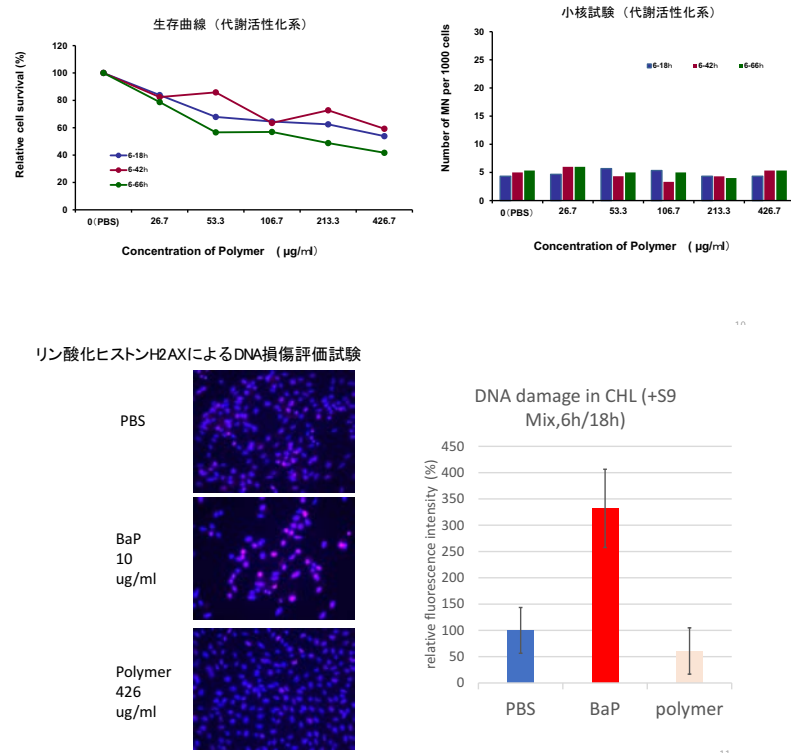 生存曲線（代謝活性化系）
Relative cell survival (%)
120
100
80
60
40
20
0
6-18h
6-42h
6-66h
0(PBS)
26.7
53.3
106.7
213.3
426.7
Concentration of Polymer ( μg/ml)
小核試験（代謝活性化系）
Number of MN per 1000 cells
30
25
20
15
10
5
0
6-18h
6-42h
6-66h
0(PBS)
26.7
53.3
106.7
213.3
426.7
Concentration of Polymer ( μg/ml)
リン酸化ヒストンH2AXによるDNA損傷評価試験
PBS
BaP
10
ug/ml
Polymer
426
ug/ml
DNA damage in CHL (+S9
Mix,6h/18h)
relative fluorescence intensity (%)
450
400
350
300
250
200
150
100
50
0
PBS
BaP
polymer